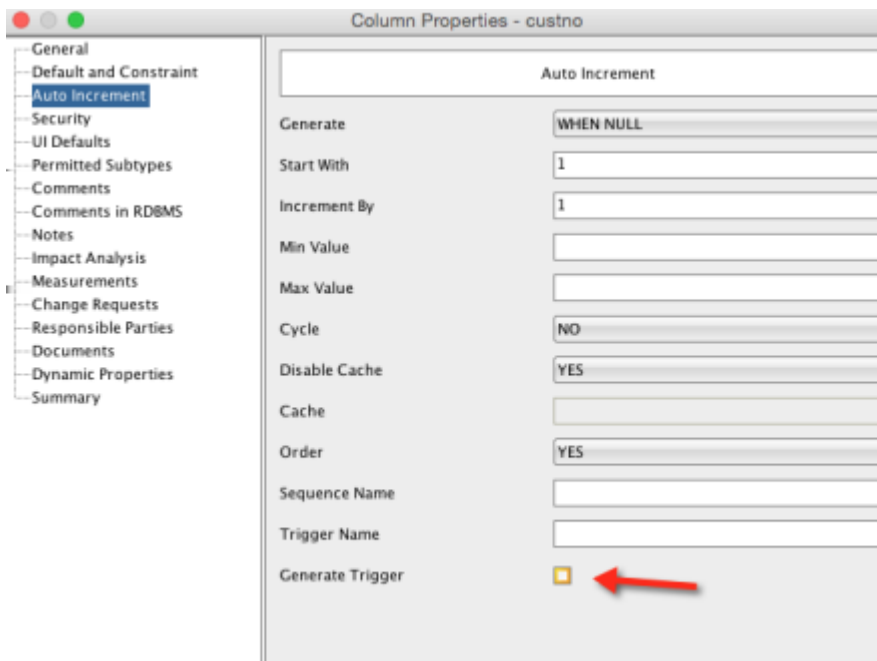 Column Properties - custno
General
Default and Constraint
Auto Increment
Security
UI Defaults
Permitted Subtypes
Comments
Comments in RDBMS
Notes
Impact Analysis
Measurements
Change Requests
Responsible Parties
Documents
Dynamic Properties
Summary
Auto Increment
Generate WHEN NULL
Start With 1
Increment By 1
Min Value
Max Value
Cycle NO
Disable Cache YES
Cache
Order YES
Sequence Name
Trigger Name
Generate Trigger